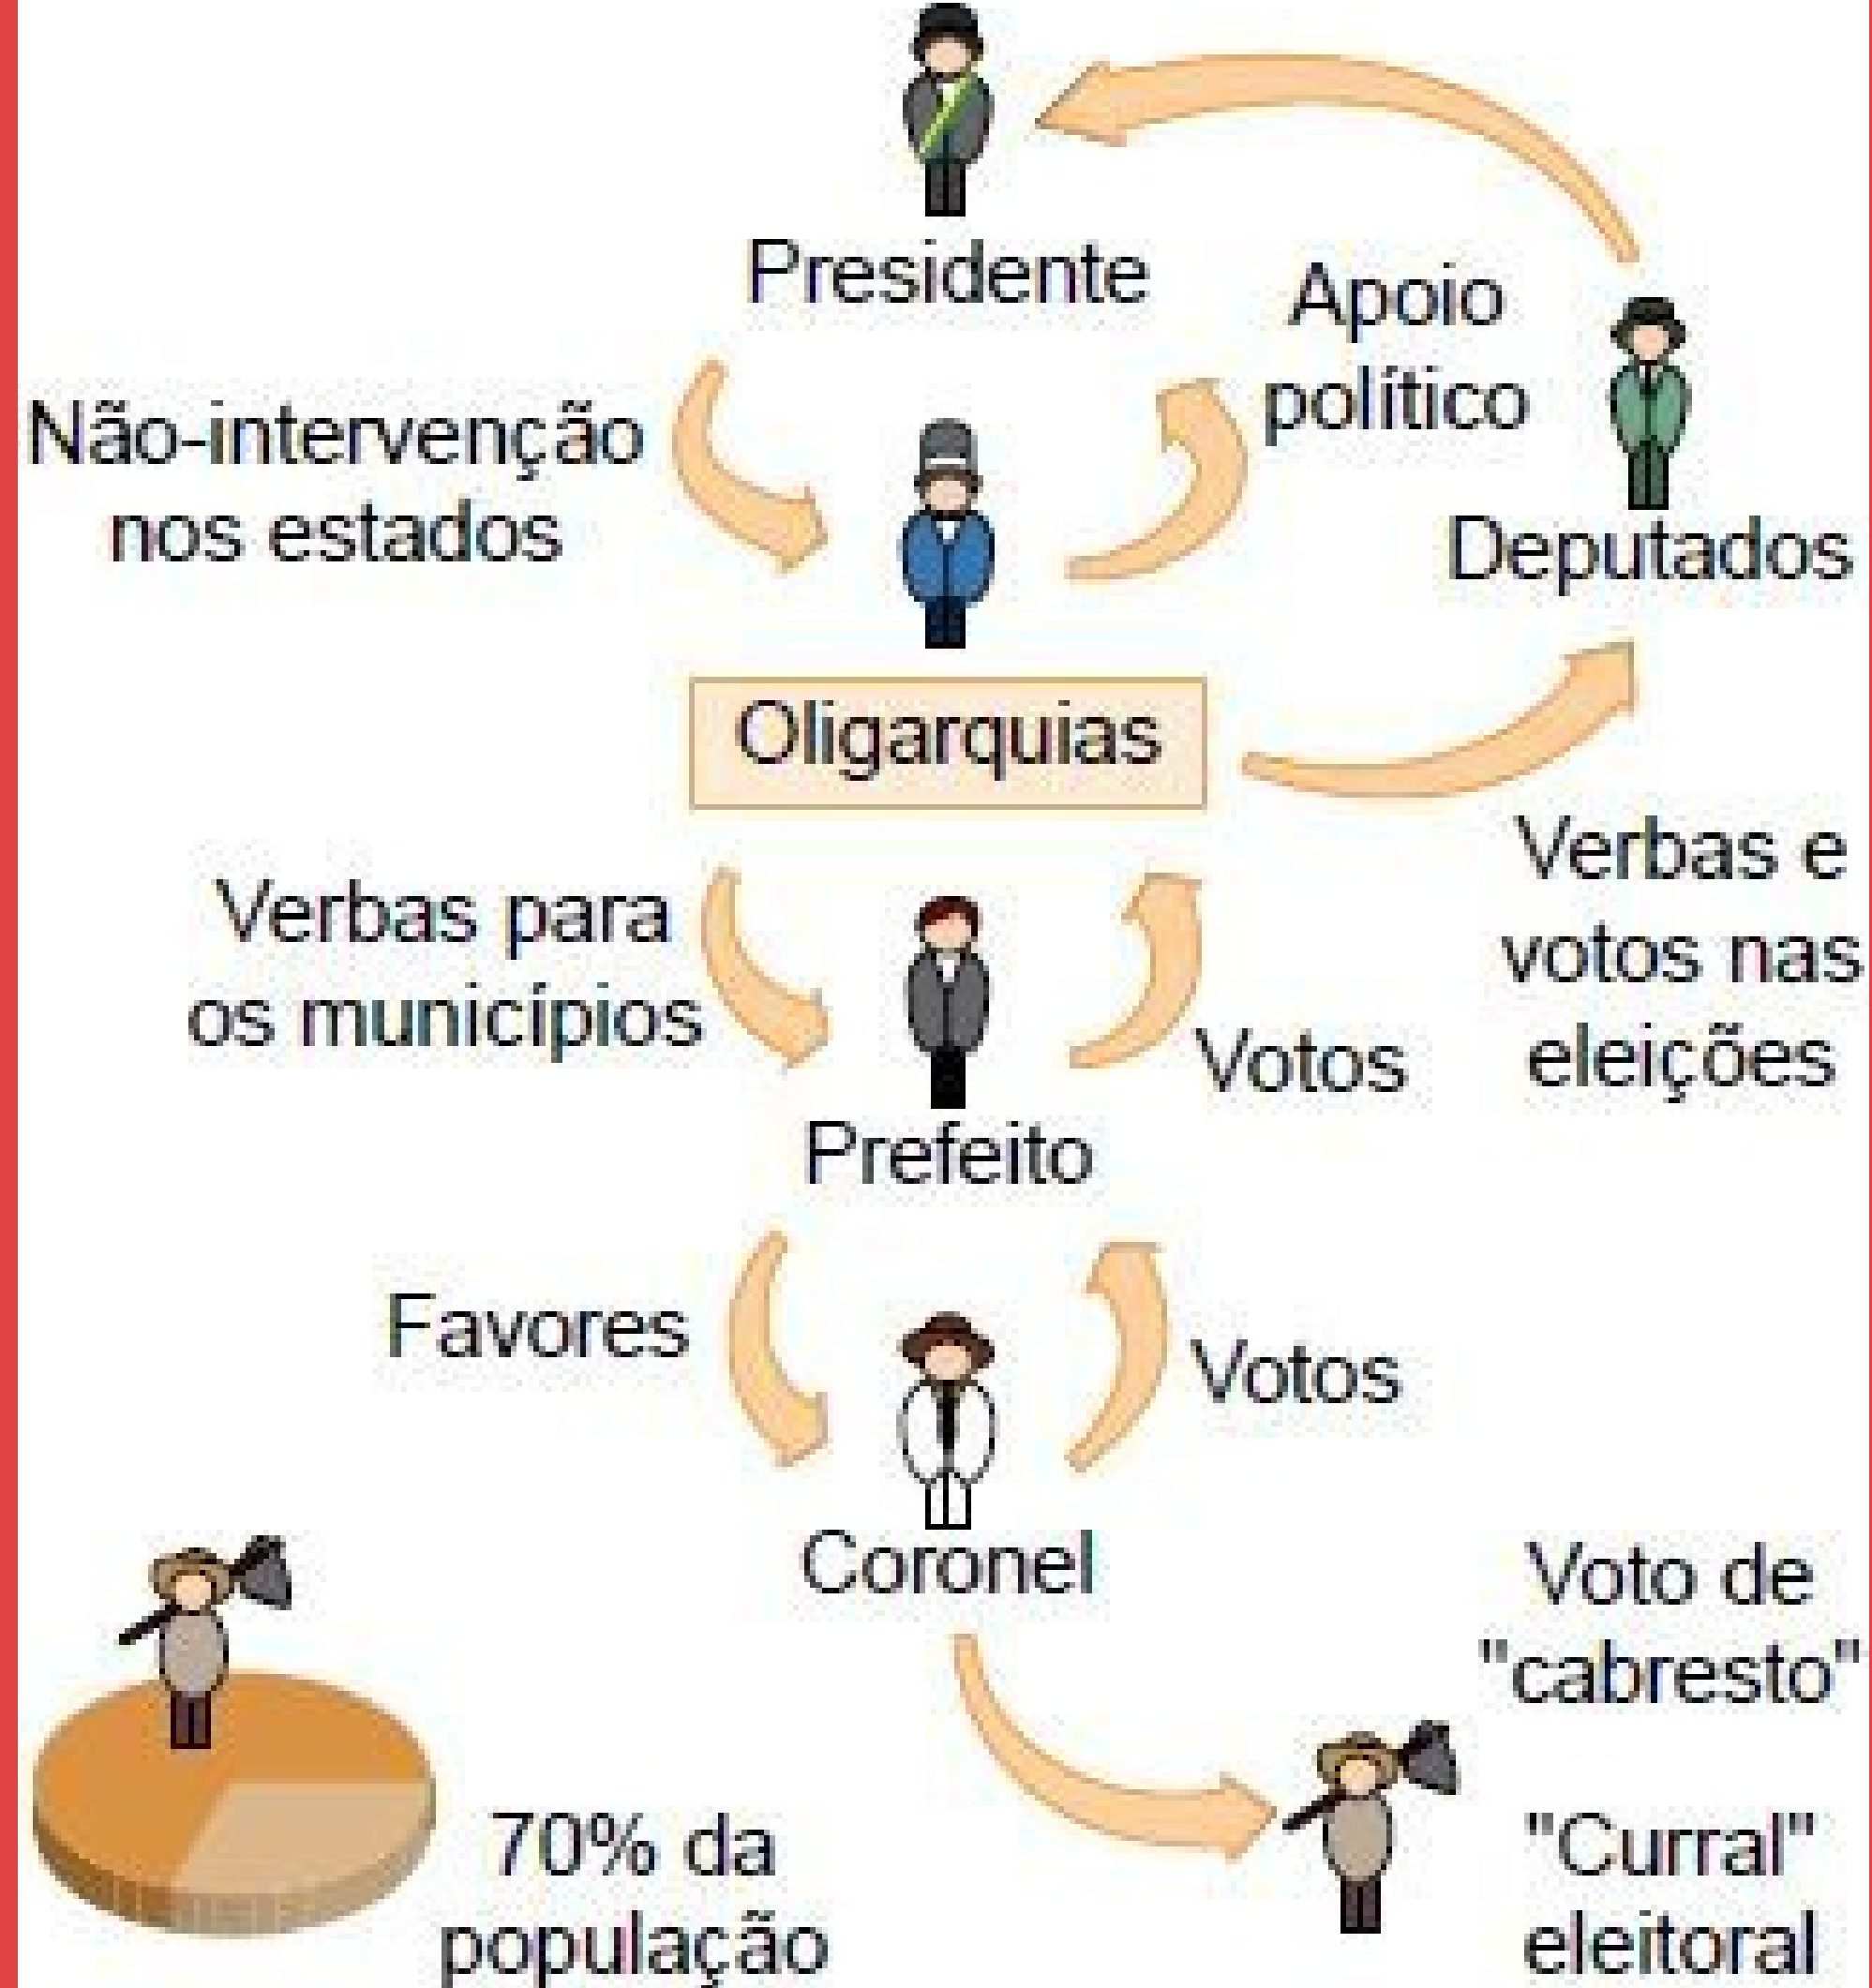 Presidente
Apoio
político
Não-intervenção
nos estados
Deputados
Oligarquias
Verbas e
votos nas
eleições
Verbas para
os municípios
Votos
Prefeito
Favores
Votos
Coronel
Voto de
"cabresto"
"Curral"
eleitoral
70% da
população